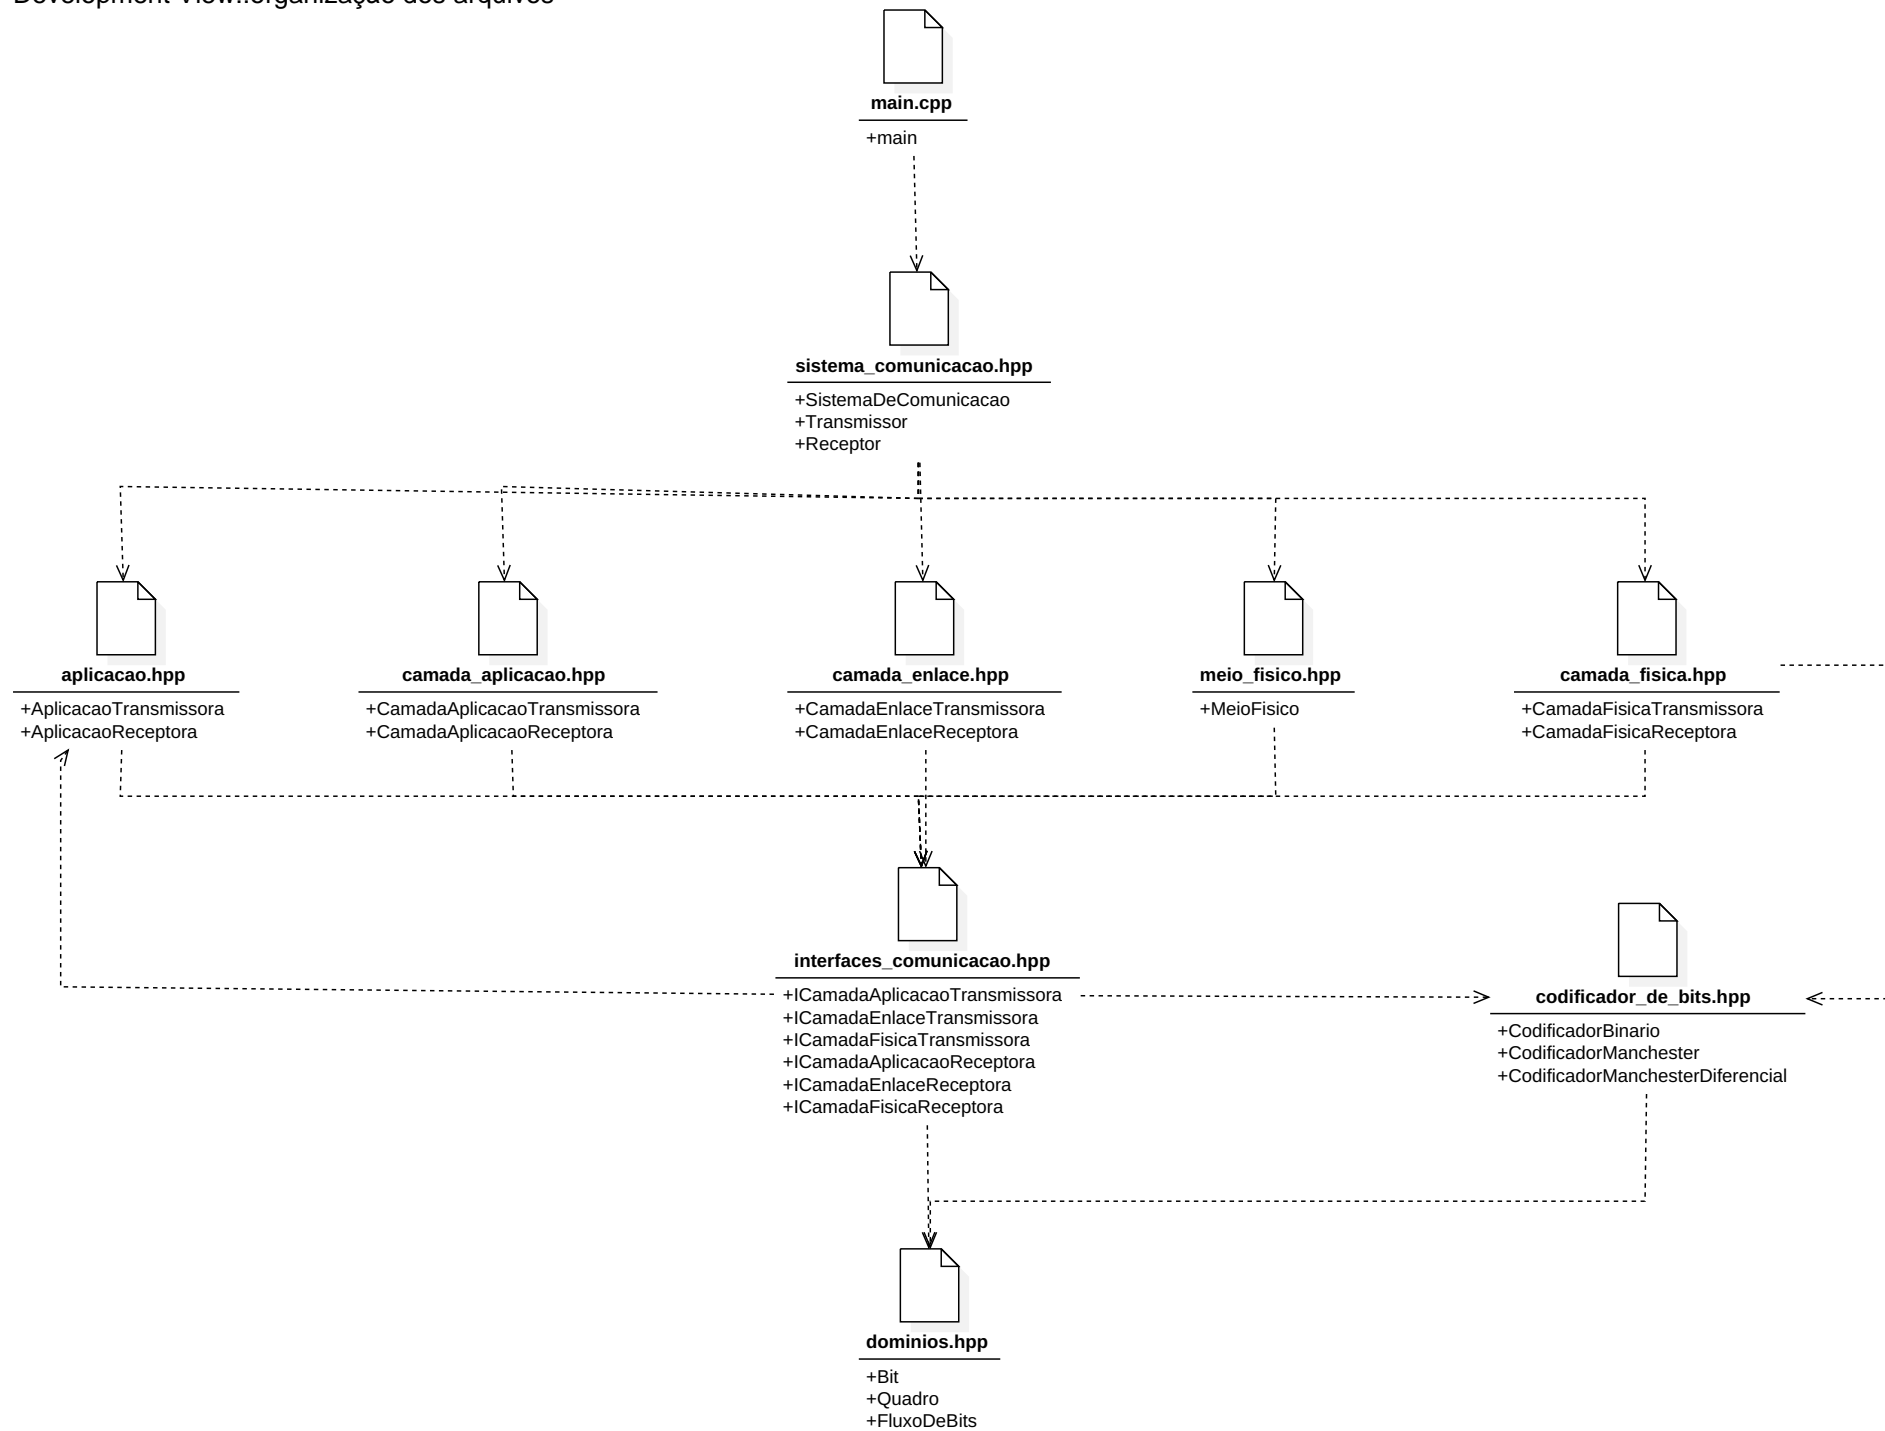 Development View::organização dos arquivos
main.cpp
+main
sistema_comunicacao.hpp
+SistemaDeComunicacao
+Transmissor
+Receptor
aplicacao.hpp
+AplicacaoTransmissora
+AplicacaoReceptora
camada_aplicacao.hpp
+CamadaAplicacaoTransmissora
+CamadaAplicacaoReceptora
camada_enlace.hpp
+CamadaEnlaceTransmissora
+CamadaEnlaceReceptora
meio_fisico.hpp
+MeioFisico
camada_fisica.hpp
+CamadaFisicaTransmissora
+CamadaFisicaReceptora
interfaces_comunicacao.hpp
+ICamadaAplicacaoTransmissora
+ICamadaEnlaceTransmissora
+ICamadaFisicaTransmissora
+ICamadaAplicacaoReceptora
+ICamadaEnlaceReceptora
+ICamadaFisicaReceptora
codificador_de_bits.hpp
+CodificadorBinario
+CodificadorManchester
+CodificadorManchesterDiferencial
dominios.hpp
+Bit
+Quadro
+FluxoDeBits